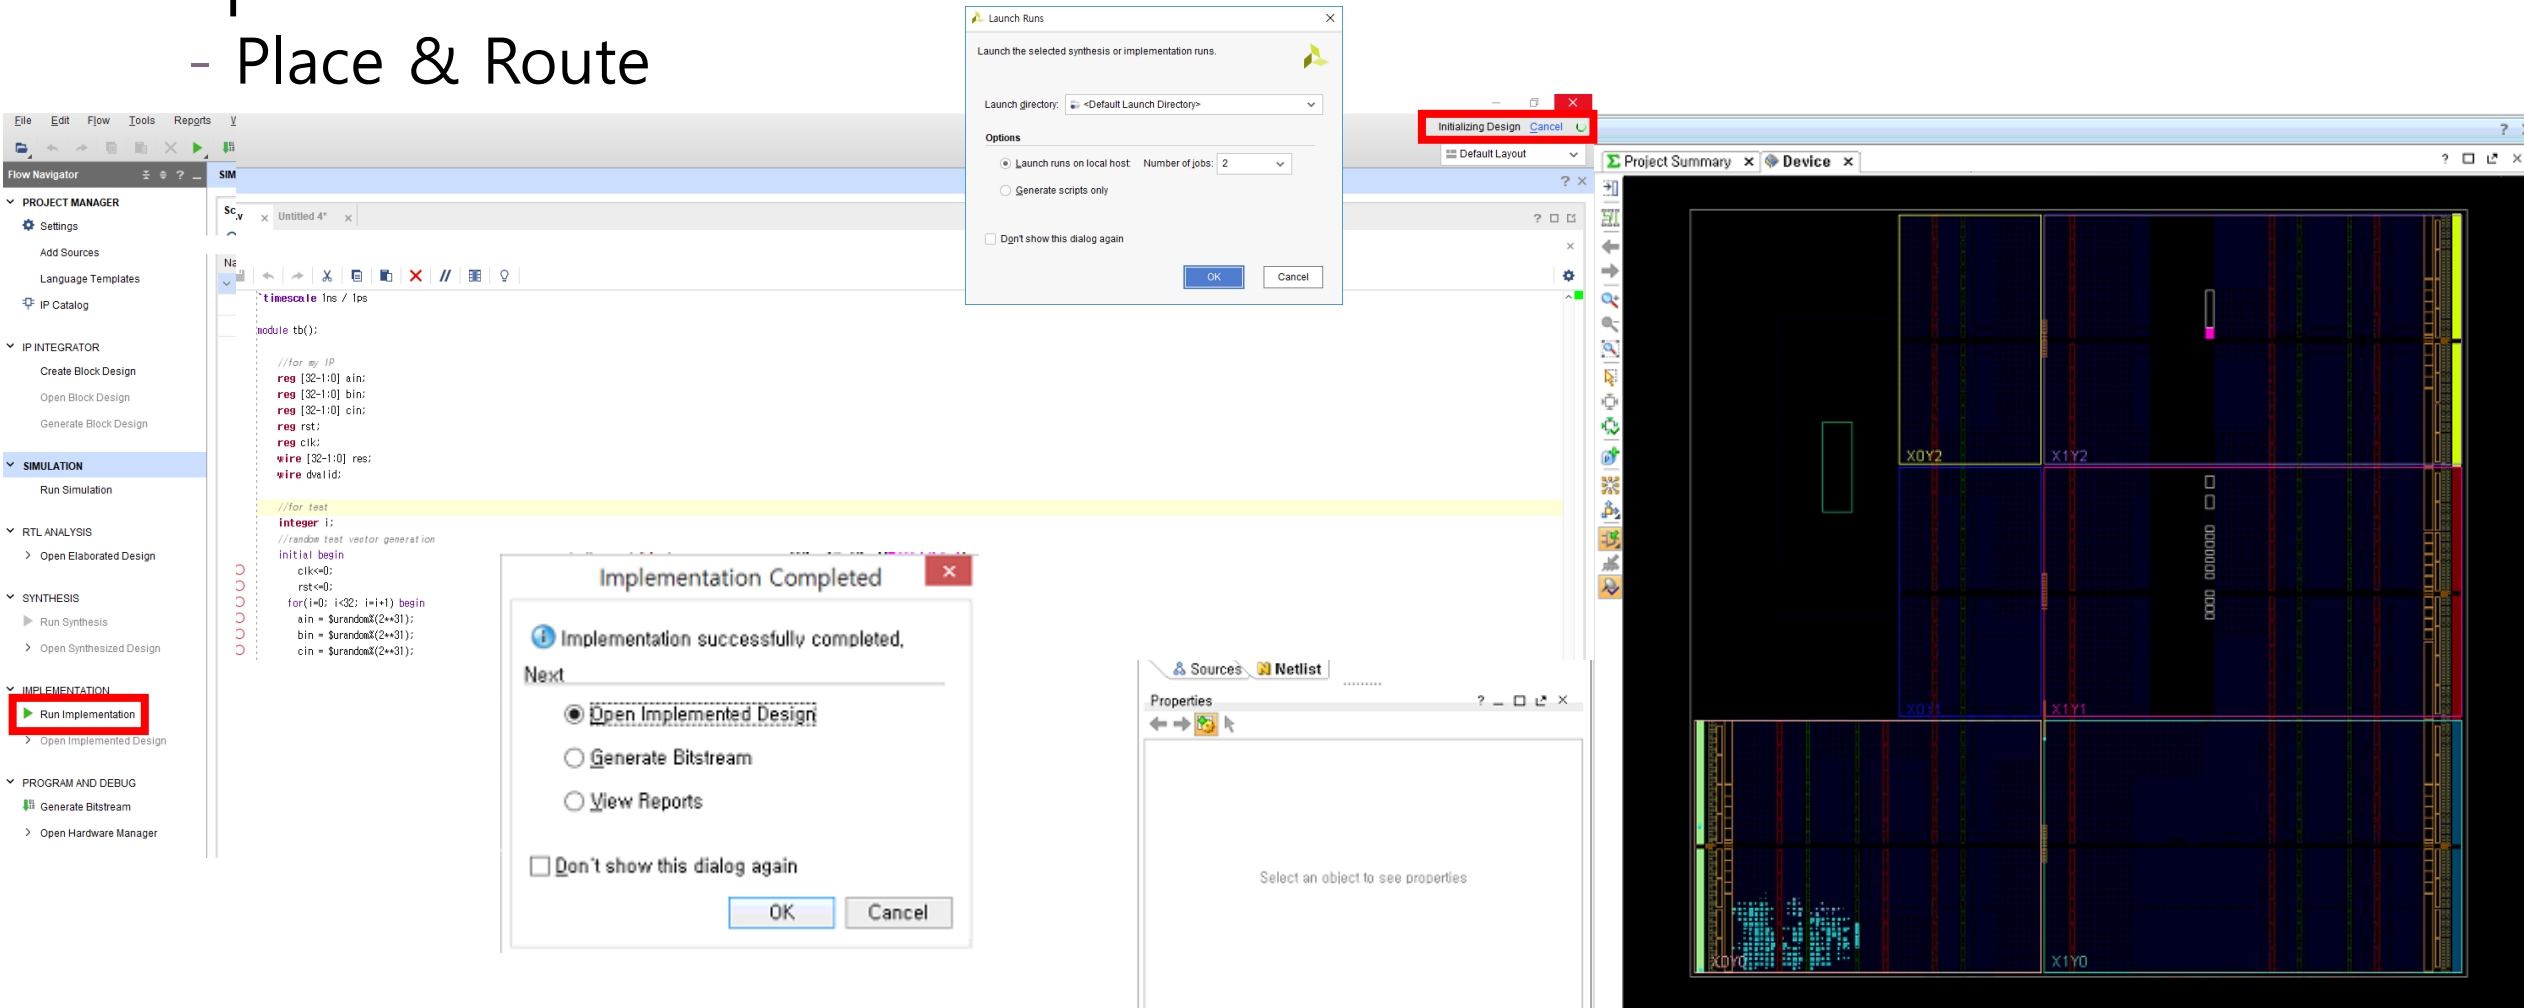 - Place & Route
Launch Runs
Launch the selected synthesis or implementation runs.
Launch directory: <Default Launch Directory>
Options
Launch runs on local host Number of jobs: 2
Generate scripts only
Don't show this dialog again
OK Cancel
File Edit Flow Tools Reports
Initializing Design Cancel
Default Layout
Flow Navigator
SIM
PROJECT MANAGER
Settings
Add Sources
Language Templates
IP Catalog
IP INTEGRATOR
Create Block Design
Open Block Design
Generate Block Design
SIMULATION
Run Simulation
RTL ANALYSIS
Open Elaborated Design
SYNTHESIS
Run Synthesis
Open Synthesized Design
IMPLEMENTATION
Run Implementation
Open Implemented Design
PROGRAM AND DEBUG
Generate Bitstream
Open Hardware Manager
Sc
.v
Untitled 4*
Na
`timescale 1ns / 1ps
module tb();
//for my IP
reg [32-1:0] ain;
reg [32-1:0] bin;
reg [32-1:0] cin;
reg rst;
reg clk;
wire [32-1:0] res;
wire dvalid;
//for test
integer i;
//random test vector generation
initial begin
clk<=0;
rst<=0;
for(i=0; i<32; i=i+1) begin
ain = $urandom%(2**31);
bin = $urandom%(2**31);
cin = $urandom%(2**31);
Implementation Completed
Implementation successfully completed,
Next
Open Implemented Design
Generate Bitstream
View Reports
Don't show this dialog again
OK Cancel
Sources Netlist
Properties
Select an object to see properties
Project Summary Device
X0Y2 X1Y2
X0Y1 X1Y1
X0Y0 X1Y0